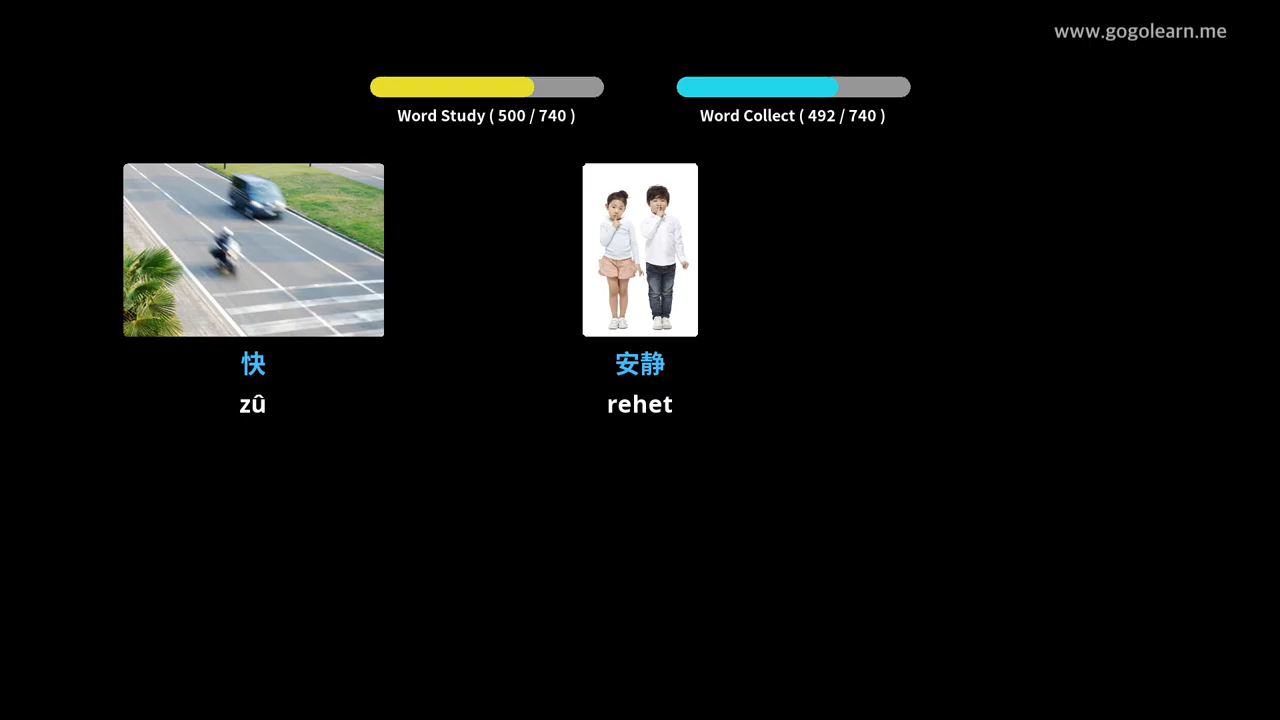 www.gogolearn.me
Word Study ( 500 / 740 )
Word Collect ( 492 / 740 )
快
zû
安静
rehet